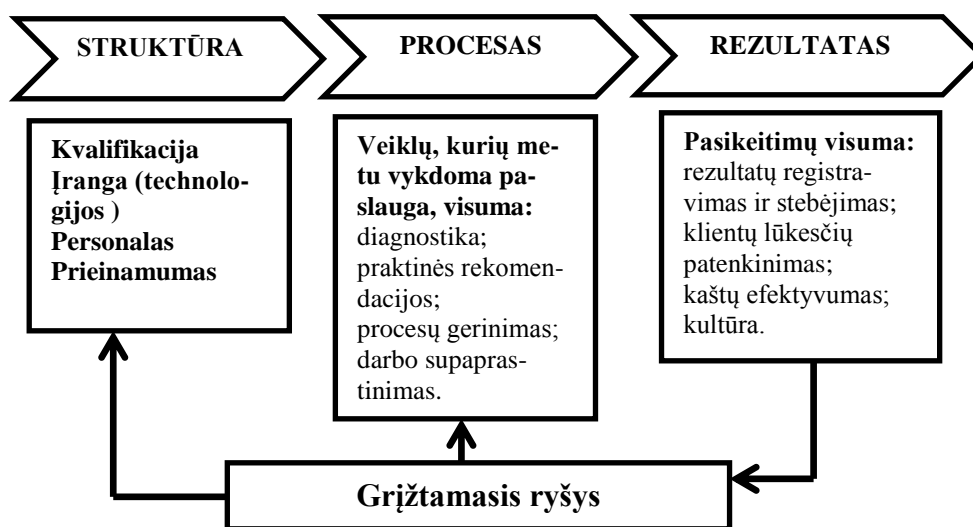 STRUKTŪRA
PROCESAS
REZULTATAS
Kvalifikacija
Įranga (technolo-
gijos )
Personalas
Prieinamumas
Veiklų, kurių me-
tu vykdoma pa-
slauga, visuma:
diagnostika;
praktinės rekomen-
dacijos;
procesų gerinimas;
darbo supapras-
tinimas.
Pasikeitimų visuma:
rezultatų registra-
vimas ir stebėjimas;
klientų lūkesčių
patenkinimas;
kaštų efektyvumas;
kultūra.
Grįžtamasis ryšys